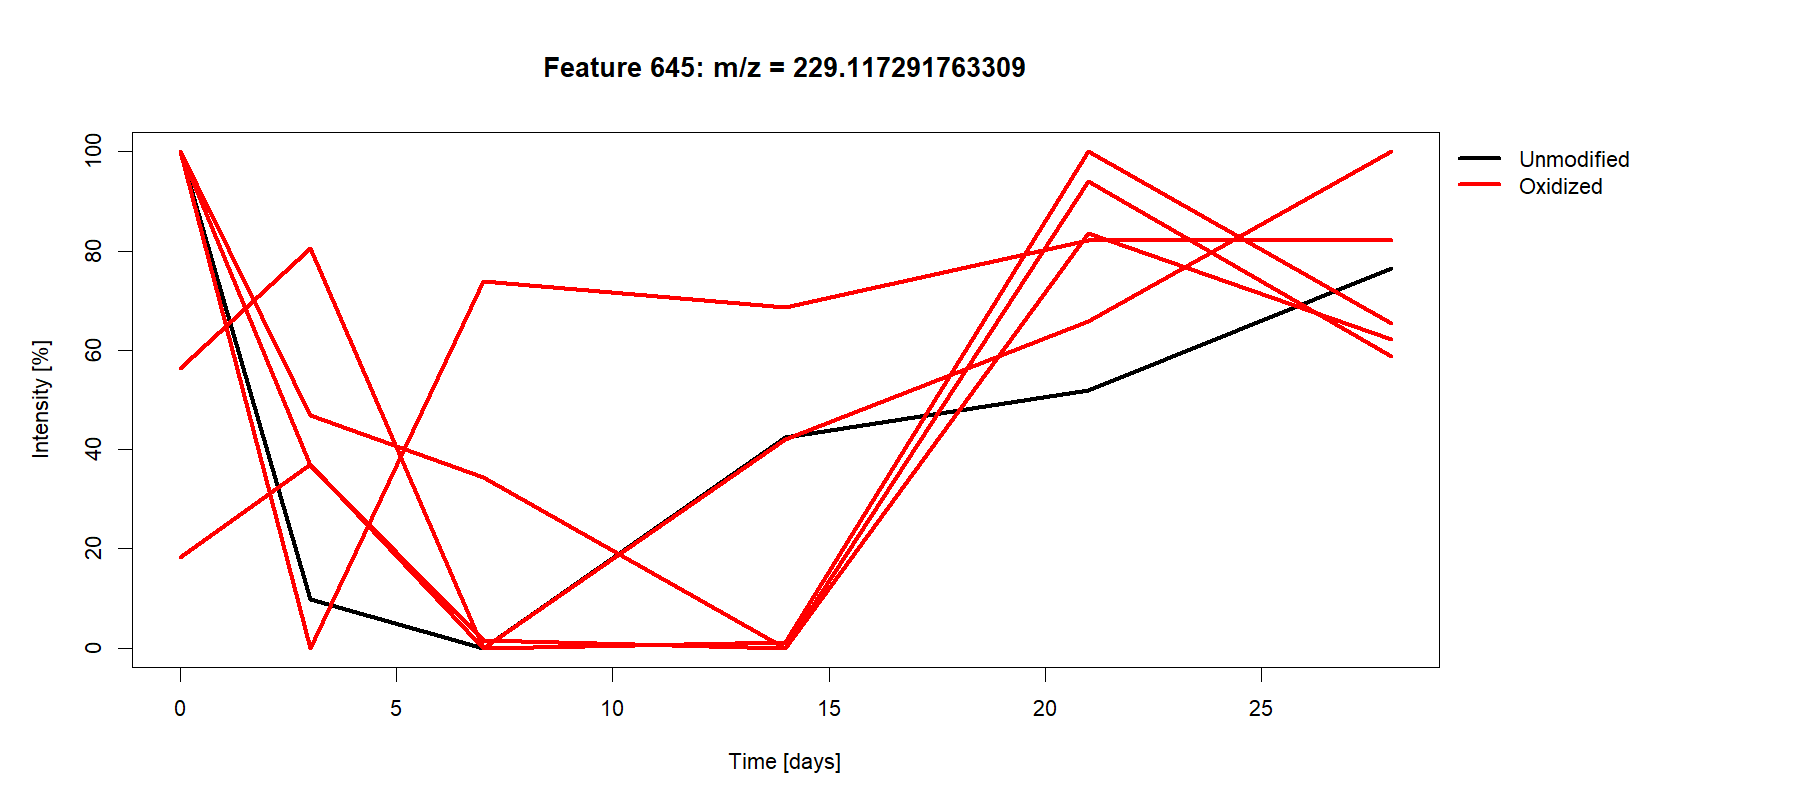 Feature 645: m/z = 229.117291763309
Unmodified
Oxidized
Intensity [%]
100
80
60
40
20
0
0 5 10 15 20 25
Time [days]